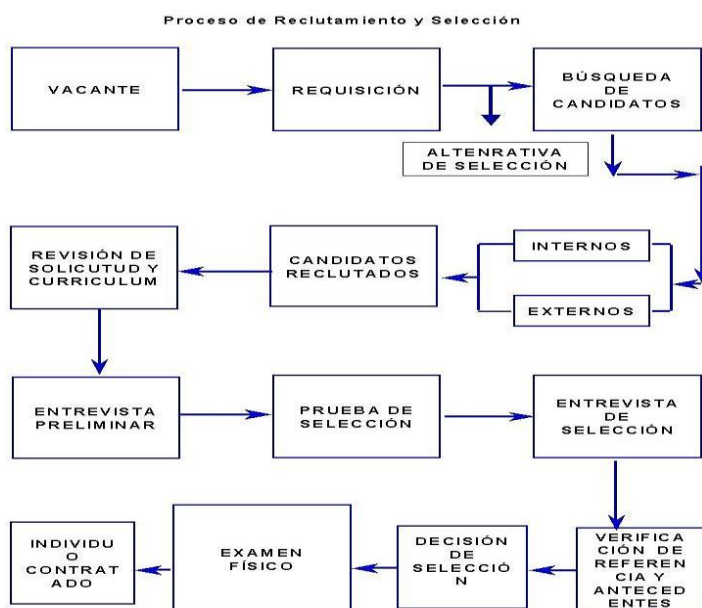 Proceso de Reclutamiento y Selección
VACANTE
REQUISICIÓN
BÚSQUEDA
DE
CANDIDATOS
ALTENRATIVA
DE SELECCIÓN
REVISIÓN DE
SOLICUTUD Y
CURRICULUM
CANDIDATOS
RECLUTADOS
INTERNOS
EXTERNOS
ENTREVISTA
PRELIMINAR
PRUEBA DE
SELECCIÓN
ENTREVISTA
DE
SELECCIÓN
INDIVIDU
O
CONTRAT
ADO
EXAMEN
FÍSICO
DECISIÓN
DE
SELECCIÓ
N
VERIFICA
CIÓN DE
REFEREN
CIA Y
ANTECED
ENTES